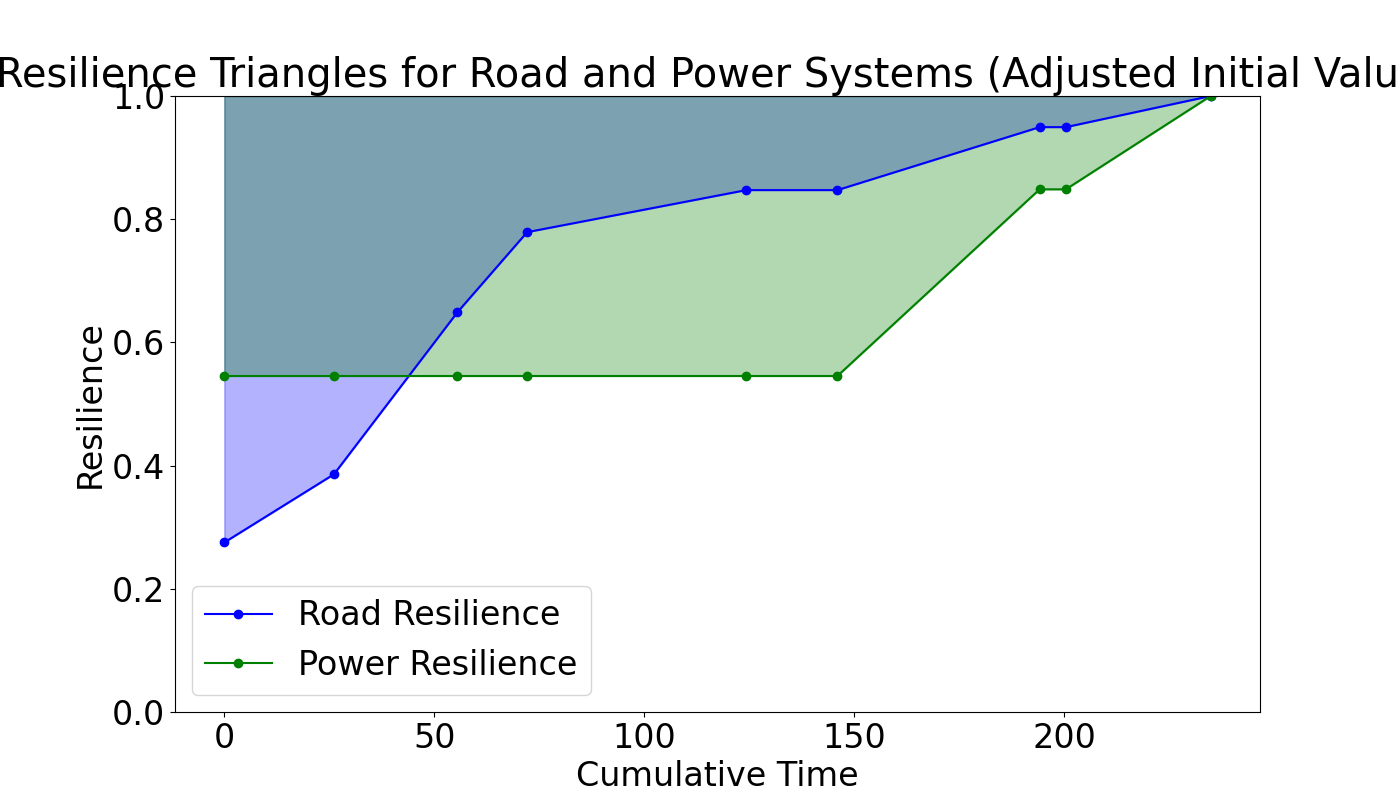 Resilience Triangles for Road and Power Systems (Adjusted Initial Valu
1.0
0.8
0.6
0.4
0.2
0.0
Resilience
Road Resilience
Power Resilience
0 50 100 150 200
Cumulative Time